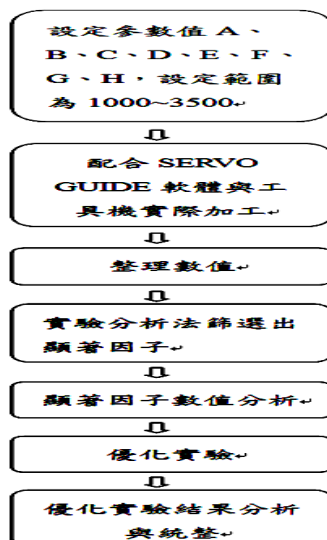 設定參數值 A、
B、C、D、E、F、
G、H，設定範圍
為 1000~3500
配合 SERVO
GUIDE 軟體與工
具機實際加工
整理數值
實驗分析法篩選出
顯著因子
顯著因子數值分析
優化實驗
優化實驗結果分析
與統整